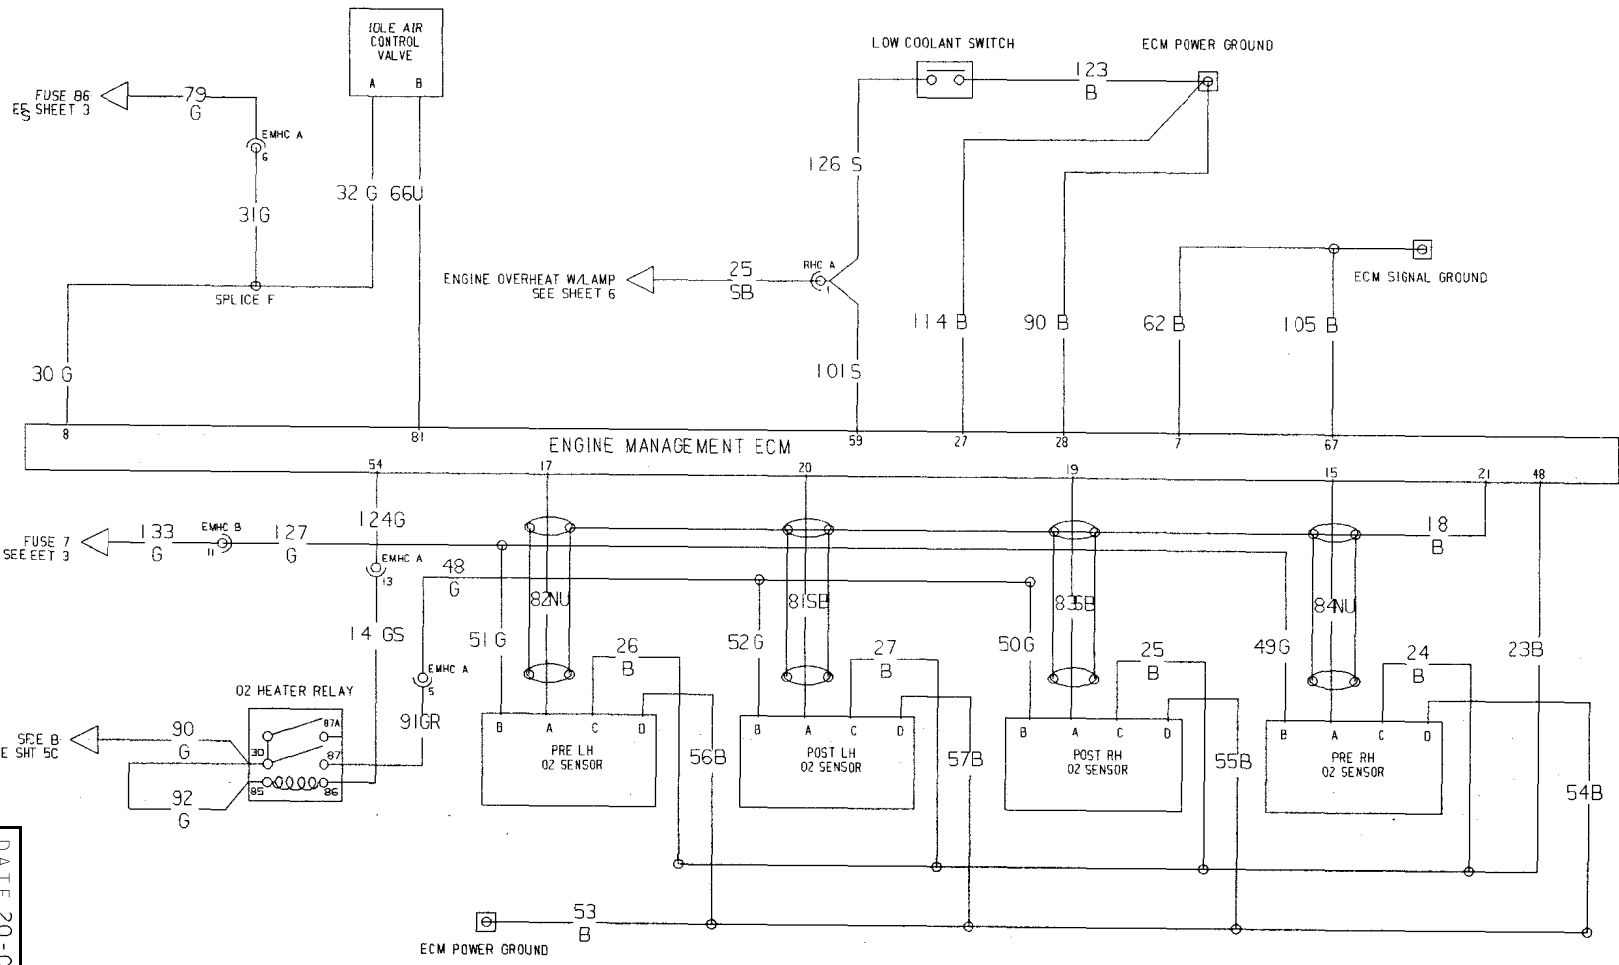 IDLE AIR
CONTROL
VALVE
A B
LOW COOLANT SWITCH
ECM POWER GROUND
FUSE 86
SHEET 3
79
G
EMHC A
6
123
B
126 S
32 G
66U
31G
SPLICE F
ENGINE OVERHEAT W/LAMP
SEE SHEET 6
25
SB
RHC A
1
ECM SIGNAL GROUND
114 B
90 B
62 B
105 B
30 G
101S
8
81
ENGINE MANAGEMENT ECM
59
27
28
7
67
54
17
20
19
15
21
48
FUSE 7
133
G
EMHC B
11
127
G
124G
EMHC A
13
48
G
18
B
82NU
81SB
83SB
84NU
14 GS
51G
26
B
52G
27
B
50G
25
B
49G
24
B
23B
EMHC A
5
O2 HEATER RELAY
91GR
90
G
87A
30
87
85
86
92
G
B A C D
PRE LH
O2 SENSOR
56B
B A C D
POST LH
O2 SENSOR
57B
B A C D
POST RH
O2 SENSOR
55B
B A C D
PRE RH
O2 SENSOR
54B
53
B
ECM POWER GROUND
DATE 20-